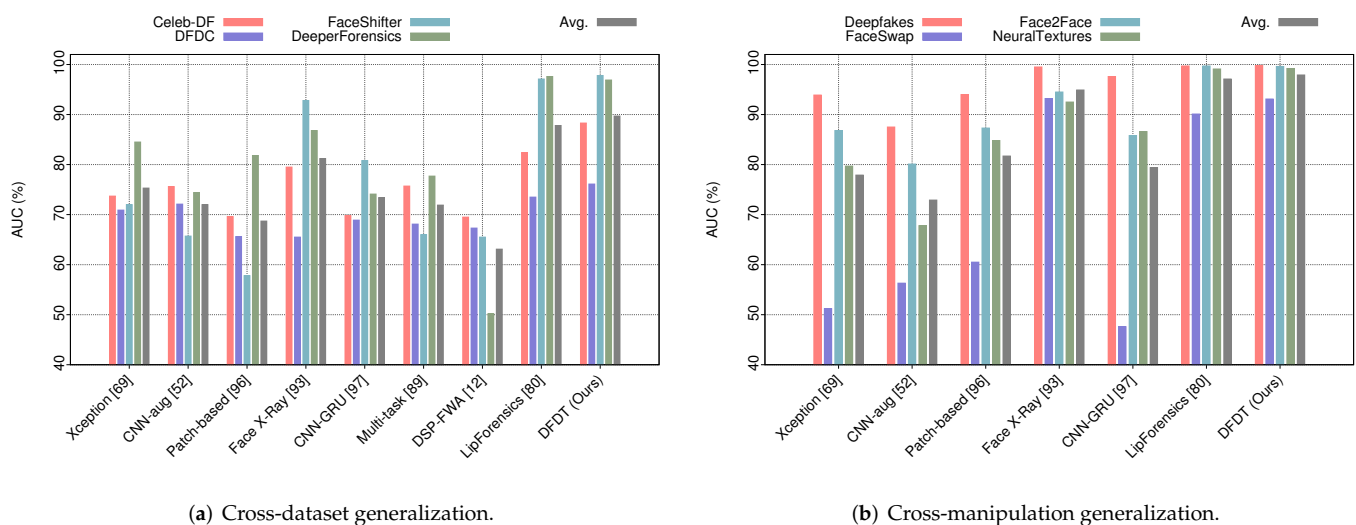 Celeb-DF
DFDC
FaceShifter
DeeperForensics
Avg.
AUC (%)
100
90
80
70
60
50
40
Xception [69]
CNN-aug [52]
Patch-based [96]
Face X-Ray [93]
CNN-GRU [97]
Multi-task [89]
DSP-FWA [12]
LipForensics [80]
DFDT (Ours)
(a) Cross-dataset generalization.
Deepfakes
FaceSwap
Face2Face
NeuralTextures
Avg.
AUC (%)
100
90
80
70
60
50
40
Xception [69]
CNN-aug [52]
Patch-based [96]
Face X-Ray [93]
CNN-GRU [97]
LipForensics [80]
DFDT (Ours)
(b) Cross-manipulation generalization.